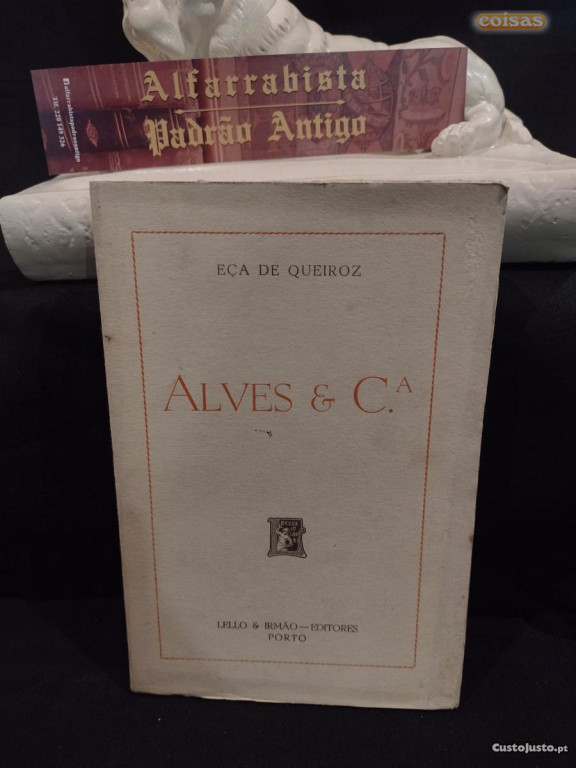 coisas
Alfarrabista
Padrão Antigo
EÇA DE QUEIROZ
ALVES & C.ᴬ
LELLO & IRMÃO—EDITORES
PORTO
CustoJusto.pt